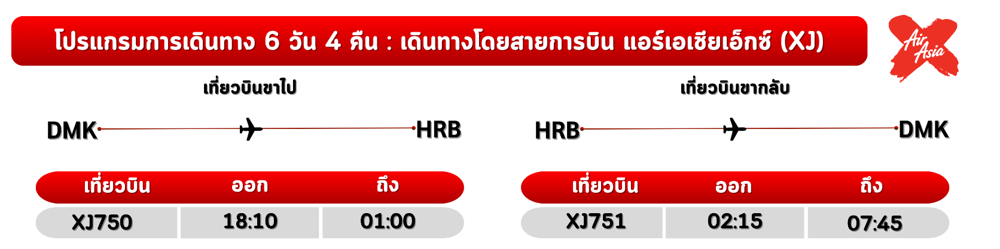 โปรแกรมการเดินทาง 6 วัน 4 คืน : เดินทางโดยสายการบิน แอร์เอเชียเอ็กซ์ (XJ)
Air
Asia
เที่ยวบินขาไป
DMK HRB
เที่ยวบิน ออก ถึง
XJ750 18:10 01:00
เที่ยวบินขากลับ
HRB DMK
เที่ยวบิน ออก ถึง
XJ751 02:15 07:45